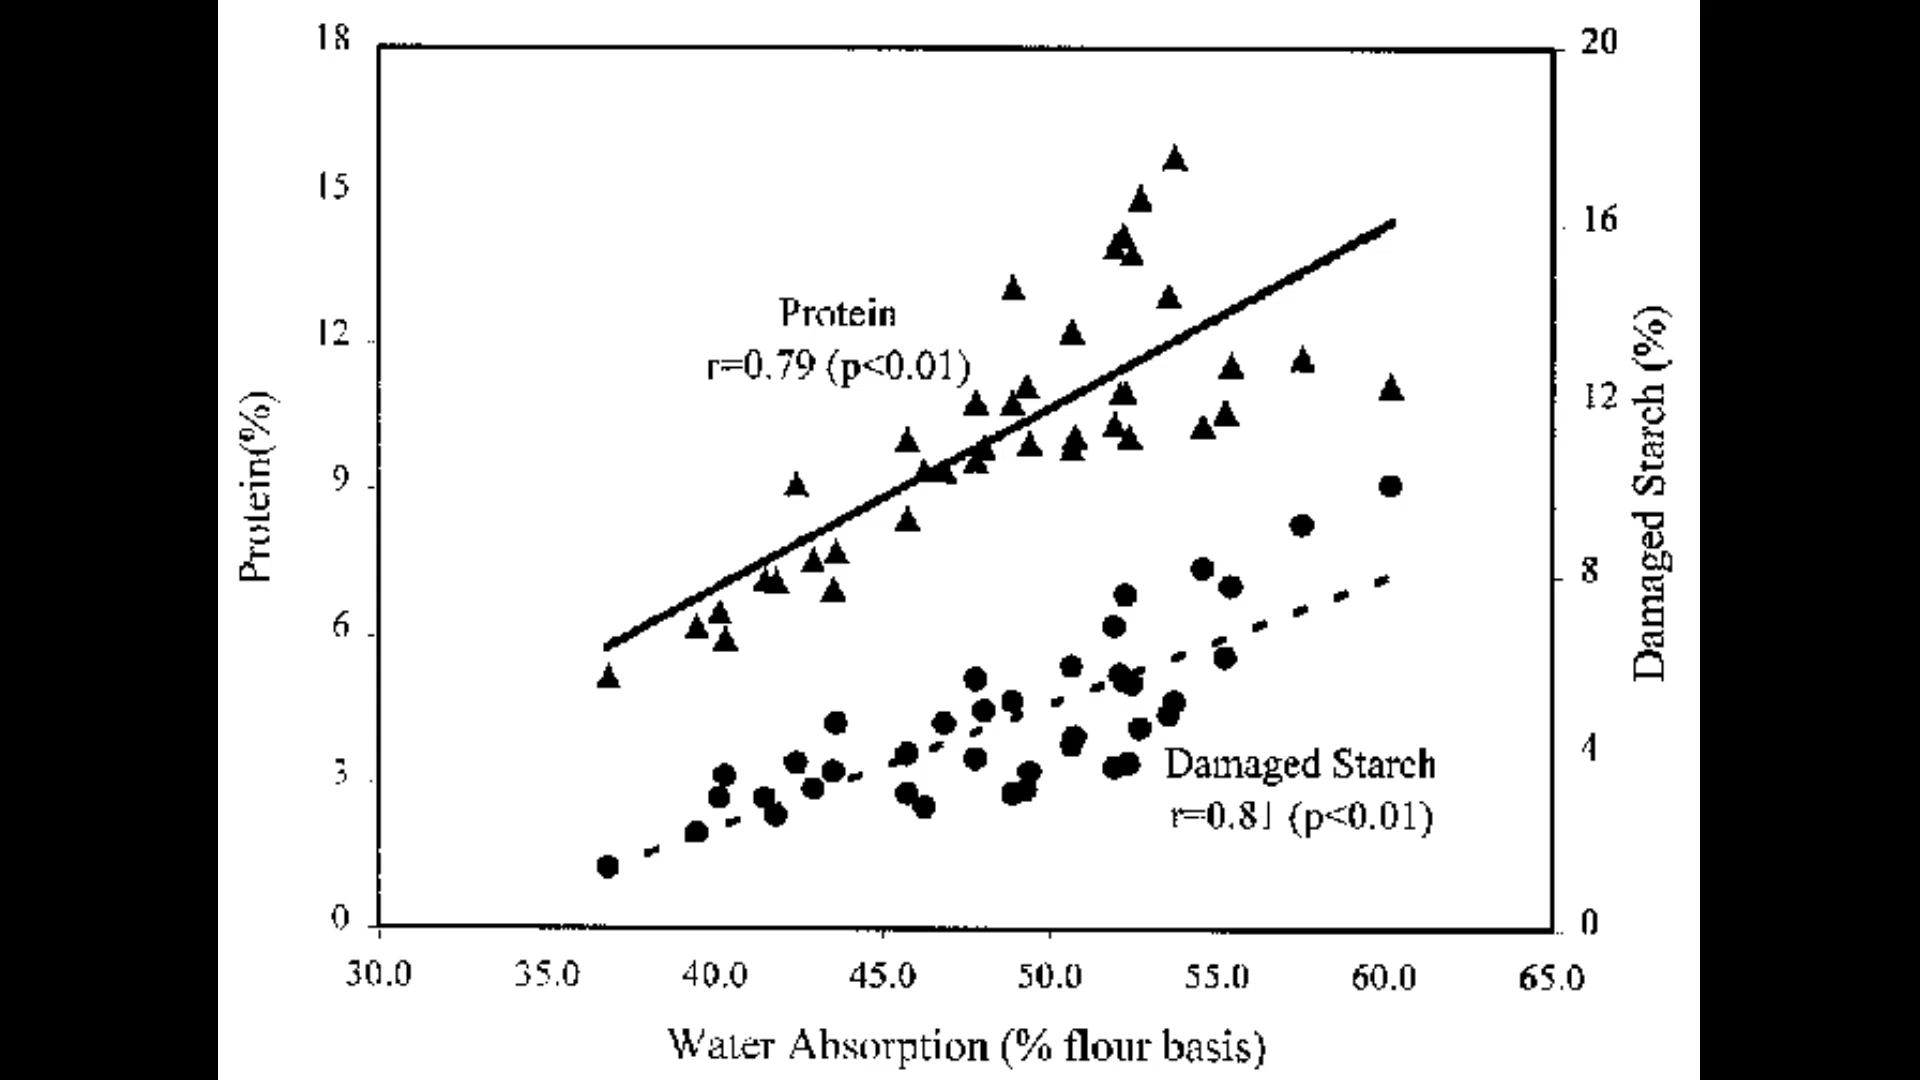 18
15
12
9
6
3
0
20
16
12
8
4
0
Protein(%)
Damaged Starch (%)
Protein
r=0.79 (p<0.01)
Damaged Starch
r=0.81 (p<0.01)
30.0 35.0 40.0 45.0 50.0 55.0 60.0 65.0
Water Absorption (% flour basis)